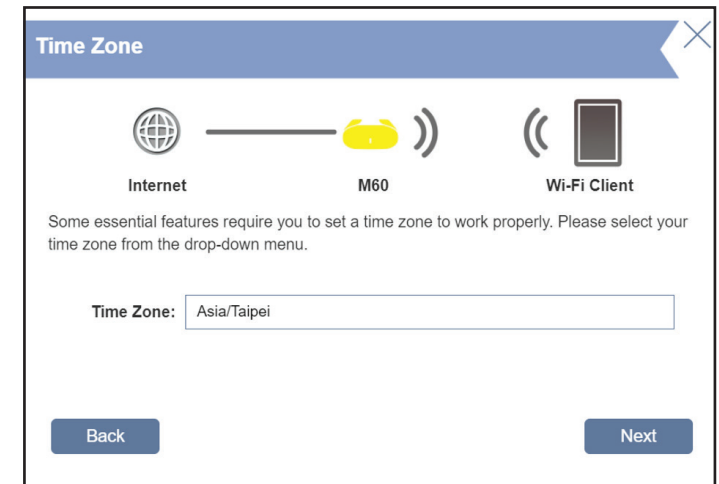 Time Zone
Internet
M60
Wi-Fi Client
Some essential features require you to set a time zone to work properly. Please select your
time zone from the drop-down menu.
Time Zone: Asia/Taipei
Back
Next